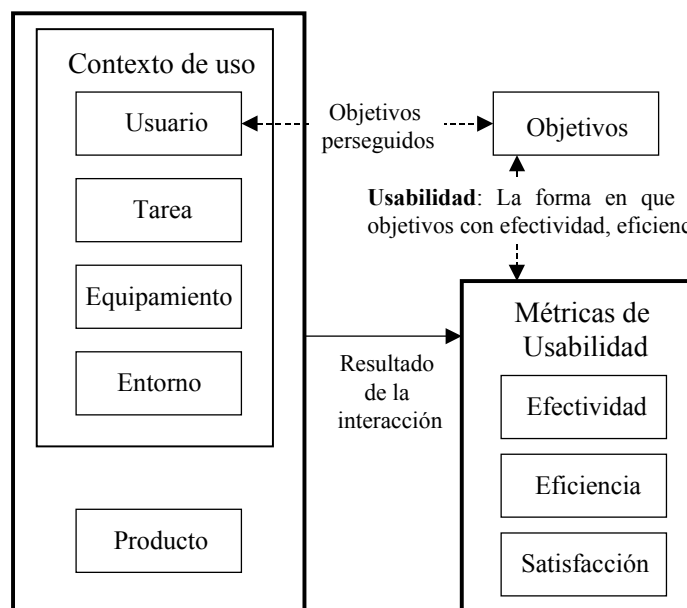 Contexto de uso
Usuario
Tarea
Equipamiento
Entorno
Producto
Objetivos
perseguidos
Objetivos
Usabilidad: La forma en que
objetivos con efectividad,
Resultado
de la
interacción
Métricas de
Usabilidad
Efectividad
Eficiencia
Satisfacción